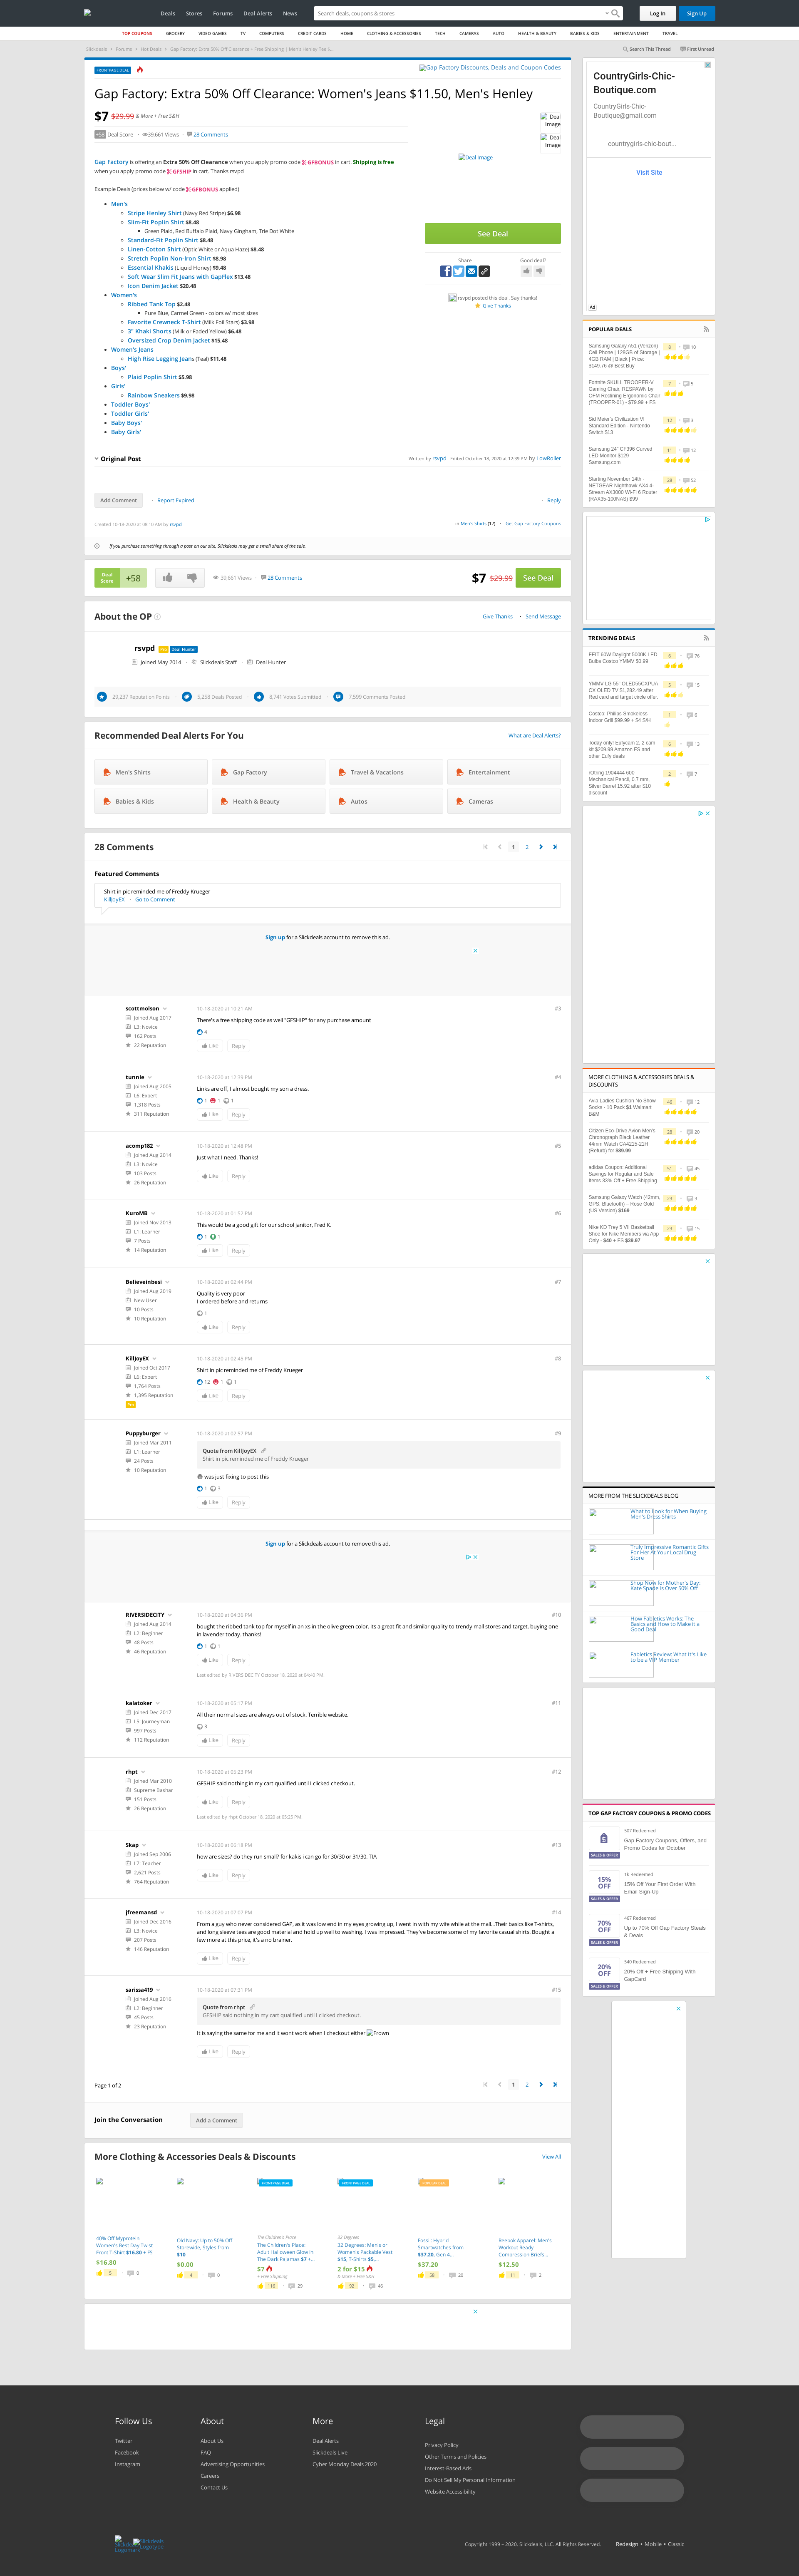 Deals
Stores
Forums
Deal Alerts
News
Search deals, coupons & stores
Log In
Sign Up
TOP COUPONS
GROCERY
VIDEO GAMES
TV
COMPUTERS
CREDIT CARDS
HOME
CLOTHING & ACCESSORIES
TECH
CAMERAS
AUTO
HEALTH & BEAUTY
BABIES & KIDS
ENTERTAINMENT
TRAVEL
Slickdeals
Forums
Hot Deals
Gap Factory: Extra 50% Off Clearance + Free Shipping | Men's Henley Tee 8...
Search This Thread
First Unread
FRONTPAGE DEAL
Gap Factory Discounts, Deals and Coupon Codes
Gap Factory: Extra 50% Off Clearance: Women's Jeans $11.50, Men's Henley
$7 $29.99 & More + Free S&H
+58 Deal Score
39,661 Views
28 Comments
Deal Image
Deal Image
Deal Image
Gap Factory is offering an Extra 50% Off Clearance when you apply promo code GFBONUS in cart. Shipping is free
when you apply promo code GFSHIP in cart. Thanks rsvpd
Example Deals (prices below w/ code GFBONUS applied)
Men's
Stripe Henley Shirt (Navy Red Stripe) $6.98
Slim-Fit Poplin Shirt $8.48
Green Plaid, Red Buffalo Plaid, Navy Gingham, Trie Dot White
Standard-Fit Poplin Shirt $8.48
Linen-Cotton Shirt (Optic White or Aqua Haze) $8.48
Stretch Poplin Non-Iron Shirt $8.98
Essential Khakis (Liquid Honey) $9.48
Soft Wear Slim Fit Jeans with GapFlex $13.48
Icon Denim Jacket $20.48
Women's
Ribbed Tank Top $2.48
Pure Blue, Carmel Green - colors w/ most sizes
Favorite Crewneck T-Shirt (Milk Foil Stars) $3.98
3" Khaki Shorts (Milk or Faded Yellow) $6.48
Oversized Crop Denim Jacket $15.48
Women's Jeans
High Rise Legging Jeans (Teal) $11.48
Boys'
Plaid Poplin Shirt $5.98
Girls'
Rainbow Sneakers $9.98
Toddler Boys'
Toddler Girls'
Baby Boys'
Baby Girls'
See Deal
Share
Good deal?
rsvpd posted this deal. Say thanks!
Give Thanks
Original Post
Written by rsvpd Edited October 18, 2020 at 12:39 PM by LowRoller
Add Comment
Report Expired
Reply
Created 10-18-2020 at 08:10 AM by rsvpd
in Men's Shirts (12)
Get Gap Factory Coupons
If you purchase something through a post on our site, Slickdeals may get a small share of the sale.
Deal Score +58
39,661 Views
28 Comments
$7 $29.99 See Deal
About the OP
Give Thanks
Send Message
rsvpd Pro Deal Hunter
Joined May 2014
Slickdeals Staff
Deal Hunter
29,237 Reputation Points
5,258 Deals Posted
8,741 Votes Submitted
7,599 Comments Posted
Recommended Deal Alerts For You
What are Deal Alerts?
Men's Shirts
Gap Factory
Travel & Vacations
Entertainment
Babies & Kids
Health & Beauty
Autos
Cameras
28 Comments
1 2
Featured Comments
Shirt in pic reminded me of Freddy Krueger
KillJoyEX
Go to Comment
Sign up for a Slickdeals account to remove this ad.
scottmolson
Joined Aug 2017
L3: Novice
162 Posts
22 Reputation
10-18-2020 at 10:21 AM
#3
There's a free shipping code as well "GFSHIP" for any purchase amount
4
Like
Reply
tunnie
Joined Aug 2005
L6: Expert
1,318 Posts
311 Reputation
10-18-2020 at 12:39 PM
#4
Links are off, I almost bought my son a dress.
1 1 1
Like
Reply
acomp182
Joined Aug 2014
L3: Novice
103 Posts
26 Reputation
10-18-2020 at 12:48 PM
#5
Just what I need. Thanks!
Like
Reply
KuroMB
Joined Nov 2013
L1: Learner
7 Posts
14 Reputation
10-18-2020 at 01:52 PM
#6
This would be a good gift for our school janitor, Fred K.
1 1
Like
Reply
Believeinbesi
Joined Aug 2019
New User
10 Posts
10 Reputation
10-18-2020 at 02:44 PM
#7
Quality is very poor
I ordered before and returns
1
Like
Reply
KillJoyEX
Joined Oct 2017
L6: Expert
1,764 Posts
1,395 Reputation
Pro
10-18-2020 at 02:45 PM
#8
Shirt in pic reminded me of Freddy Krueger
12 1 1
Like
Reply
Puppyburger
Joined Mar 2011
L1: Learner
24 Posts
10 Reputation
10-18-2020 at 02:57 PM
#9
Quote from KillJoyEX
Shirt in pic reminded me of Freddy Krueger
was just fixing to post this
1 3
Like
Reply
Sign up for a Slickdeals account to remove this ad.
RIVERSIDECITY
Joined Aug 2014
L2: Beginner
48 Posts
46 Reputation
10-18-2020 at 04:36 PM
#10
bought the ribbed tank top for myself in an xs in the olive green color. its a great fit and similar quality to trendy mall stores and target. buying one
in lavender today. thanks!
1 1
Like
Reply
Last edited by RIVERSIDECITY October 18, 2020 at 04:40 PM.
kalatoker
Joined Dec 2017
L5: Journeyman
997 Posts
112 Reputation
10-18-2020 at 05:17 PM
#11
All their normal sizes are always out of stock. Terrible website.
3
Like
Reply
rhpt
Joined Mar 2010
Supreme Bashar
151 Posts
26 Reputation
10-18-2020 at 05:23 PM
#12
GFSHIP said nothing in my cart qualified until I clicked checkout.
Like
Reply
Last edited by rhpt October 18, 2020 at 05:25 PM.
Skap
Joined Sep 2006
L7: Teacher
2,621 Posts
764 Reputation
10-18-2020 at 06:18 PM
#13
how are sizes? do they run small? for kakis i can go for 30/30 or 31/30. TIA
Like
Reply
jfreemansd
Joined Dec 2016
L3: Novice
207 Posts
146 Reputation
10-18-2020 at 07:07 PM
#14
From a guy who never considered GAP, as it was low end in my eyes growing up, I went in with my wife while at the mall...Their basics like T-shirts,
and long sleeve tees are good material and hold up well to washing. I was impressed. They've become some of my favorite casual shirts. Bought a
few more at this price, it's a no brainer.
Like
Reply
sarissa419
Joined Aug 2016
L2: Beginner
45 Posts
23 Reputation
10-18-2020 at 07:31 PM
#15
Quote from rhpt
GFSHIP said nothing in my cart qualified until I clicked checkout.
It is saying the same for me and it wont work when I checkout either Frown
Like
Reply
Page 1 of 2
1 2
Join the Conversation
Add a Comment
More Clothing & Accessories Deals & Discounts
View All
40% Off Myprotein
Women's Rest Day Twist
Front T-Shirt $16.80 + FS
$16.80
5 0
Old Navy: Up to 50% Off
Storewide, Styles from
$10
$0.00
4 0
FRONTPAGE DEAL
The Children's Place
The Children's Place:
Adult Halloween Glow In
The Dark Pajamas $7 +...
$7
+ Free Shipping
116 29
FRONTPAGE DEAL
32 Degrees
32 Degrees: Men's or
Women's Packable Vest
$15, T-Shirts $5,...
2 for $15
& More + Free S&H
92 46
POPULAR DEAL
Fossil: Hybrid
Smartwatches from
$37.20, Gen 4...
$37.20
58 20
Reebok Apparel: Men's
Workout Ready
Compression Briefs...
$12.50
11 2
CountryGirls-Chic-
Boutique.com
CountryGirls-Chic-
Boutique@gmail.com
countrygirls-chic-bout...
Visit Site
Ad
POPULAR DEALS
Samsung Galaxy A51 (Verizon)
Cell Phone | 128GB of Storage |
4GB RAM | Black | Price:
$149.76 @ Best Buy
8 10
Fortnite SKULL TROOPER-V
Gaming Chair, RESPAWN by
OFM Reclining Ergonomic Chair
(TROOPER-01) - $79.99 + FS
7 5
Sid Meier's Civilization VI
Standard Edition - Nintendo
Switch $13
12 3
Samsung 24" CF396 Curved
LED Monitor $129
Samsung.com
11 12
Starting November 14th -
NETGEAR Nighthawk AX4 4-
Stream AX3000 Wi-Fi 6 Router
(RAX35-100NAS) $99
28 52
TRENDING DEALS
FEIT 60W Daylight 5000K LED
Bulbs Costco YMMV $0.99
6 76
YMMV LG 55" OLED55CXPUA
CX OLED TV $1,282.49 after
Red card and target circle offer.
5 15
Costco: Philips Smokeless
Indoor Grill $99.99 + $4 S/H
1 6
Today only! Eufycam 2, 2 cam
kit $209.99 Amazon FS and
other Eufy deals
6 13
rOtring 1904444 600
Mechanical Pencil, 0.7 mm,
Silver Barrel 15.92 after $10
discount
2 7
MORE CLOTHING & ACCESSORIES DEALS &
DISCOUNTS
Avia Ladies Cushion No Show
Socks - 10 Pack $1 Walmart
B&M
46 12
Citizen Eco-Drive Avion Men's
Chronograph Black Leather
44mm Watch CA4215-21H
(Refurb) for $89.99
28 20
adidas Coupon: Additional
Savings for Regular and Sale
Items 33% Off + Free Shipping
51 45
Samsung Galaxy Watch (42mm,
GPS, Bluetooth) – Rose Gold
(US Version) $169
23 3
Nike KD Trey 5 VII Basketball
Shoe for Nike Members via App
Only - $40 + FS $39.97
23 15
MORE FROM THE SLICKDEALS BLOG
What to Look for When Buying
Men's Dress Shirts
Truly Impressive Romantic Gifts
For Her At Your Local Drug
Store
Shop Now for Mother's Day:
Kate Spade Is Over 50% Off
How Fabletics Works: The
Basics and How to Make it a
Good Deal
Fabletics Review: What It's Like
to be a VIP Member
TOP GAP FACTORY COUPONS & PROMO CODES
SALES & OFFER
507 Redeemed
Gap Factory Coupons, Offers, and
Promo Codes for October
15% OFF
SALES & OFFER
1k Redeemed
15% Off Your First Order With
Email Sign-Up
70% OFF
SALES & OFFER
467 Redeemed
Up to 70% Off Gap Factory Steals
& Deals
20% OFF
SALES & OFFER
540 Redeemed
20% Off + Free Shipping With
GapCard
Follow Us
Twitter
Facebook
Instagram
About
About Us
FAQ
Advertising Opportunities
Careers
Contact Us
More
Deal Alerts
Slickdeals Live
Cyber Monday Deals 2020
Legal
Privacy Policy
Other Terms and Policies
Interest-Based Ads
Do Not Sell My Personal Information
Website Accessibility
Copyright 1999 – 2020. Slickdeals, LLC. All Rights Reserved.
Redesign • Mobile • Classic